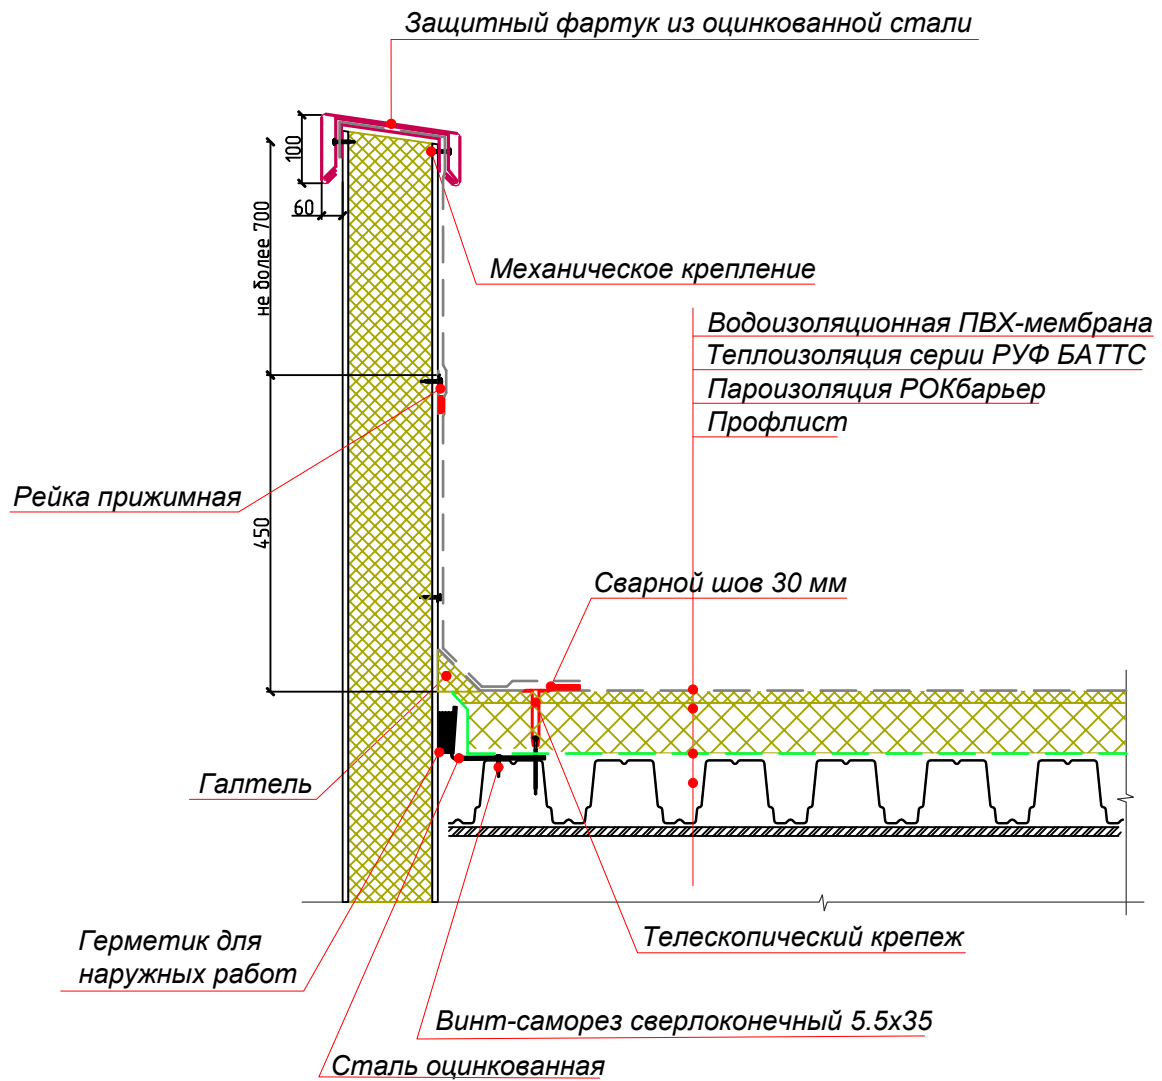 Защитный фартук из оцинкованной стали
100
60
не более 700
Механическое крепление
Водоизоляционная ПВХ-мембрана
Теплоизоляция серии РУФ БАТТС
Пароизоляция РОКбарьер
Профлист
Рейка прижимная
450
Сварной шов 30 мм
Галтель
Герметик для
наружных работ
Телескопический крепеж
Винт-саморез сверлоконечный 5.5х35
Сталь оцинкованная